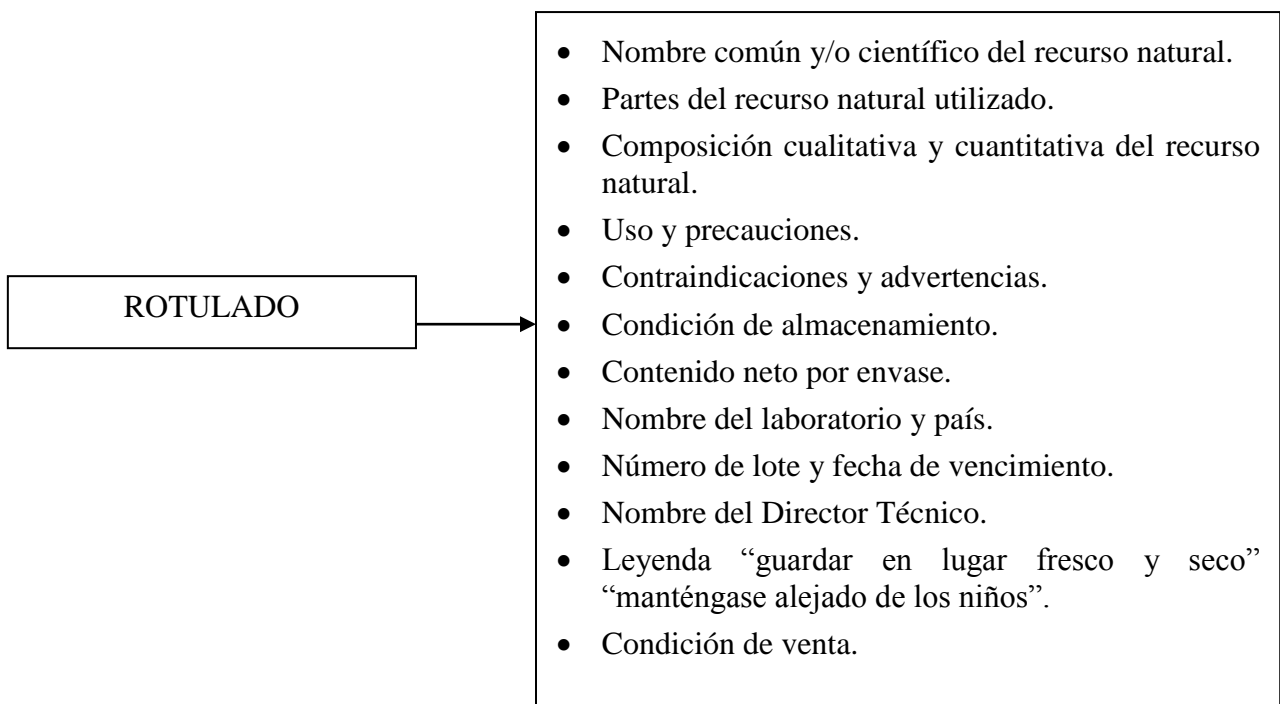 ROTULADO
• Nombre común y/o científico del recurso natural.
• Partes del recurso natural utilizado.
• Composición cualitativa y cuantitativa del recurso
natural.
• Uso y precauciones.
• Contraindicaciones y advertencias.
• Condición de almacenamiento.
• Contenido neto por envase.
• Nombre del laboratorio y país.
• Número de lote y fecha de vencimiento.
• Nombre del Director Técnico.
• Leyenda “guardar en lugar fresco y seco”
“manténgase alejado de los niños”.
• Condición de venta.